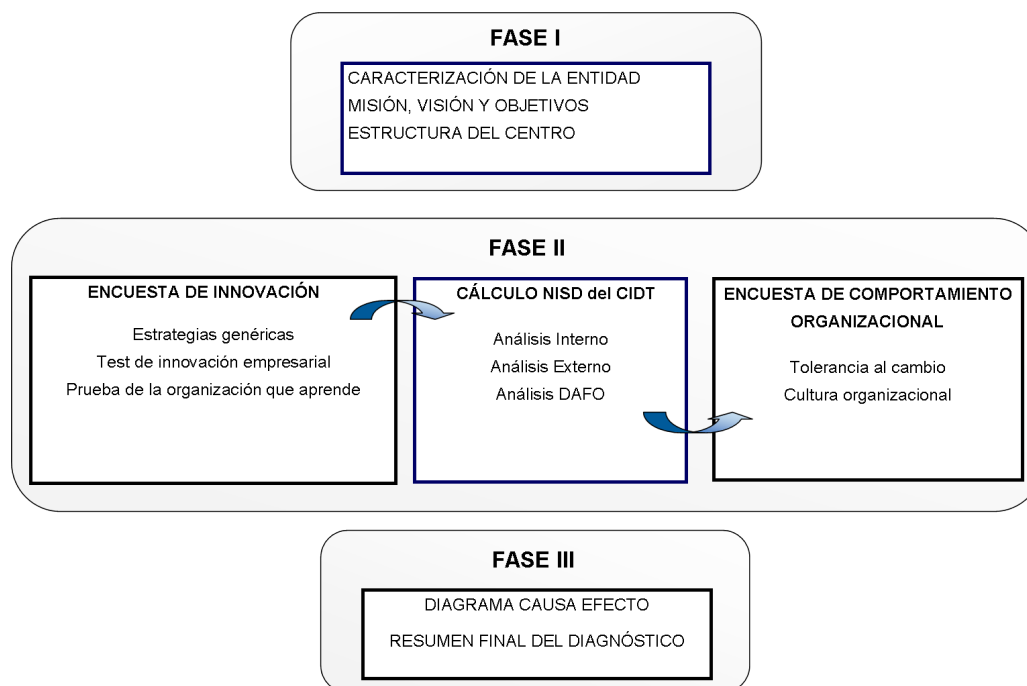 FASE I
CARACTERIZACIÓN DE LA ENTIDAD
MISIÓN, VISIÓN Y OBJETIVOS
ESTRUCTURA DEL CENTRO
FASE II
ENCUESTA DE INNOVACIÓN
Estrategias genéricas
Test de innovación empresarial
Prueba de la organización que aprende
CÁLCULO NISD del CIDT
Análisis Interno
Análisis Externo
Análisis DAFO
ENCUESTA DE COMPORTAMIENTO
ORGANIZACIONAL
Tolerancia al cambio
Cultura organizacional
FASE III
DIAGRAMA CAUSA EFECTO
RESUMEN FINAL DEL DIAGNÓSTICO